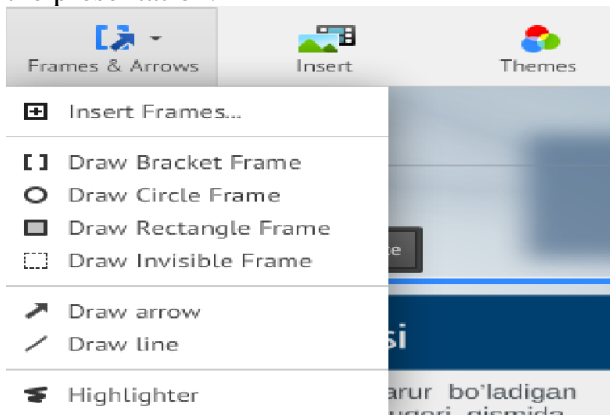 Frames & Arrows
Insert
Themes
Insert Frames...
Draw Bracket Frame
Draw Circle Frame
Draw Rectangle Frame
Draw Invisible Frame
Draw arrow
Draw line
si
Highlighter
arur bo'ladigan